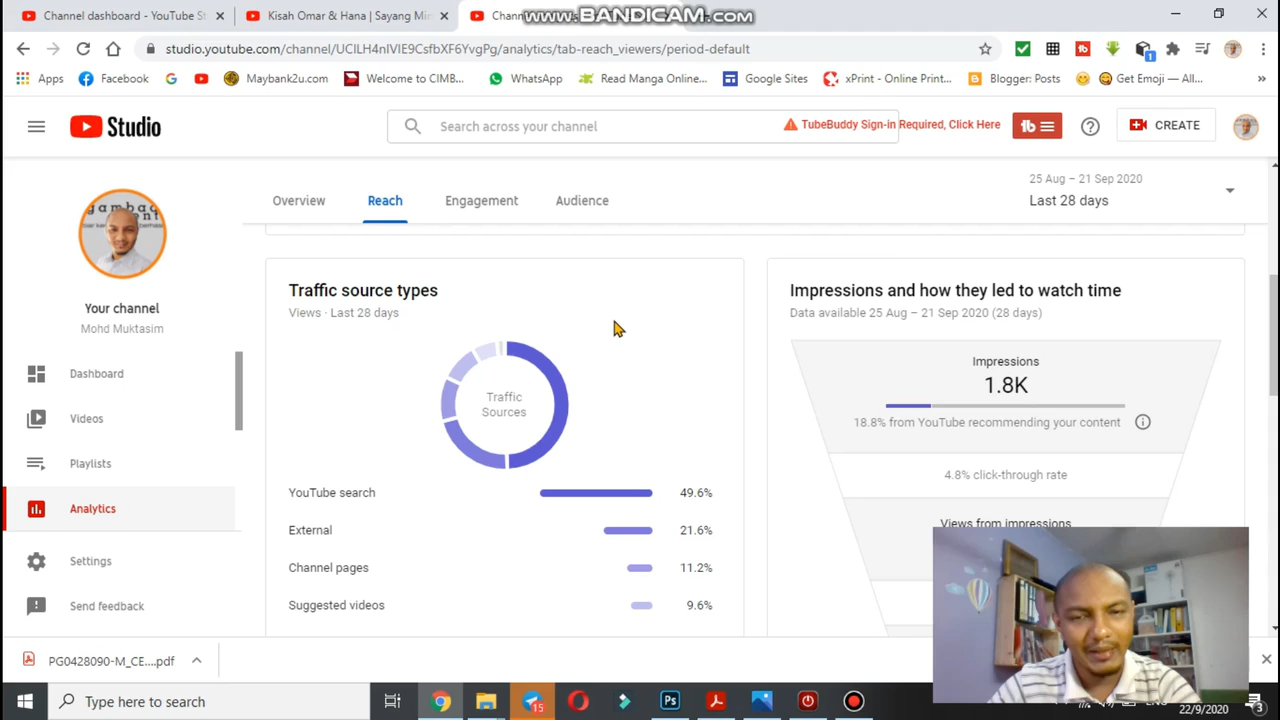 Channel dashboard - YouTube St
Kisah Omar & Hana | Sayang Min
Chann
www.BANDICAM.com
studio.youtube.com/channel/UCILH4nIVIE9CsfbXF6YvgPg/analytics/tab-reach_viewers/period-default
Apps
Facebook
Maybank2u.com
Welcome to CIMB...
WhatsApp
Read Manga Online...
Google Sites
xPrint - Online Print...
Blogger: Posts
Get Emoji — All...
»
Studio
Search across your channel
TubeBuddy Sign-in Required, Click Here
tb
CREATE
Overview
Reach
Engagement
Audience
25 Aug – 21 Sep 2020
Last 28 days
Your channel
Mohd Muktasim
Dashboard
Videos
Playlists
Analytics
Settings
Send feedback
Traffic source types
Views · Last 28 days
Traffic
Sources
YouTube search 49.6%
External 21.6%
Channel pages 11.2%
Suggested videos 9.6%
Impressions and how they led to watch time
Data available 25 Aug – 21 Sep 2020 (28 days)
Impressions
1.8K
18.8% from YouTube recommending your content
4.8% click-through rate
Views from impressions
PG0428090-M_CE....pdf
Type here to search
15
Ps
22/9/2020
3